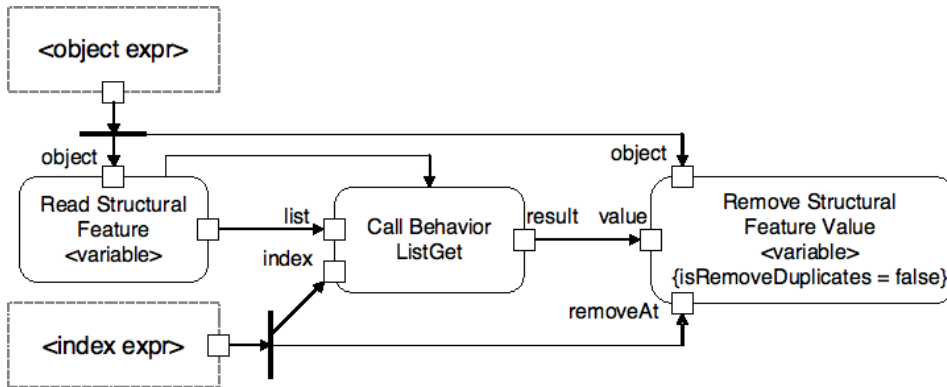 <object expr>
object
object
Read Structural
Feature
<variable>
list
index
Call Behavior
ListGet
result
value
Remove Structural
Feature Value
<variable>
{isRemoveDuplicates = false}
removeAt
<index expr>